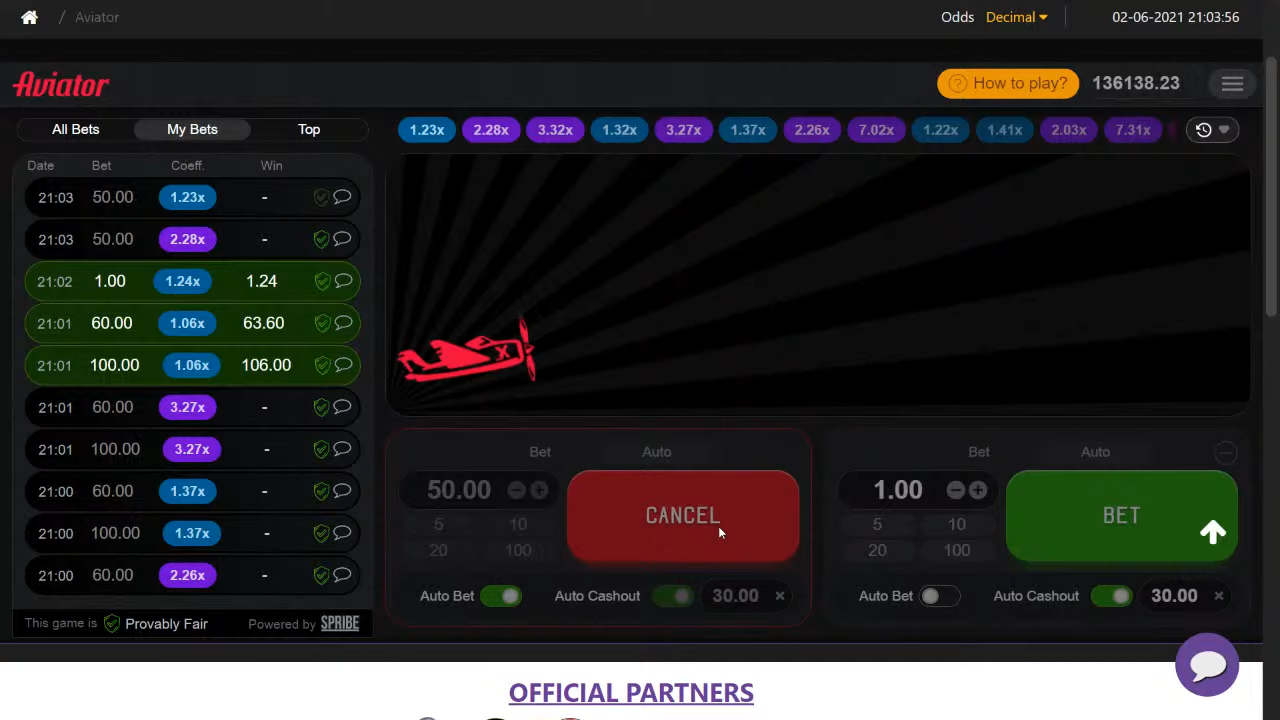 / Aviator
Odds Decimal 02-06-2021 21:03:56
Aviator
? How to play? 136138.23
All Bets My Bets Top
1.23x 2.28x 3.32x 1.32x 3.27x 1.37x 2.26x 7.02x 1.22x 1.41x 2.03x 7.31x
Date Bet Coeff. Win
21:03 50.00 1.23x -
21:03 50.00 2.28x -
21:02 1.00 1.24x 1.24
21:01 60.00 1.06x 63.60
21:01 100.00 1.06x 106.00
21:01 60.00 3.27x -
21:01 100.00 3.27x -
21:00 60.00 1.37x -
21:00 100.00 1.37x -
21:00 60.00 2.26x -
This game is Provably Fair Powered by SPRIBE
X
Bet Auto
50.00 - +
5 10
20 100
CANCEL
Auto Bet Auto Cashout 30.00 ×
Bet Auto
1.00 - +
5 10
20 100
BET
Auto Bet Auto Cashout 30.00 ×
OFFICIAL PARTNERS